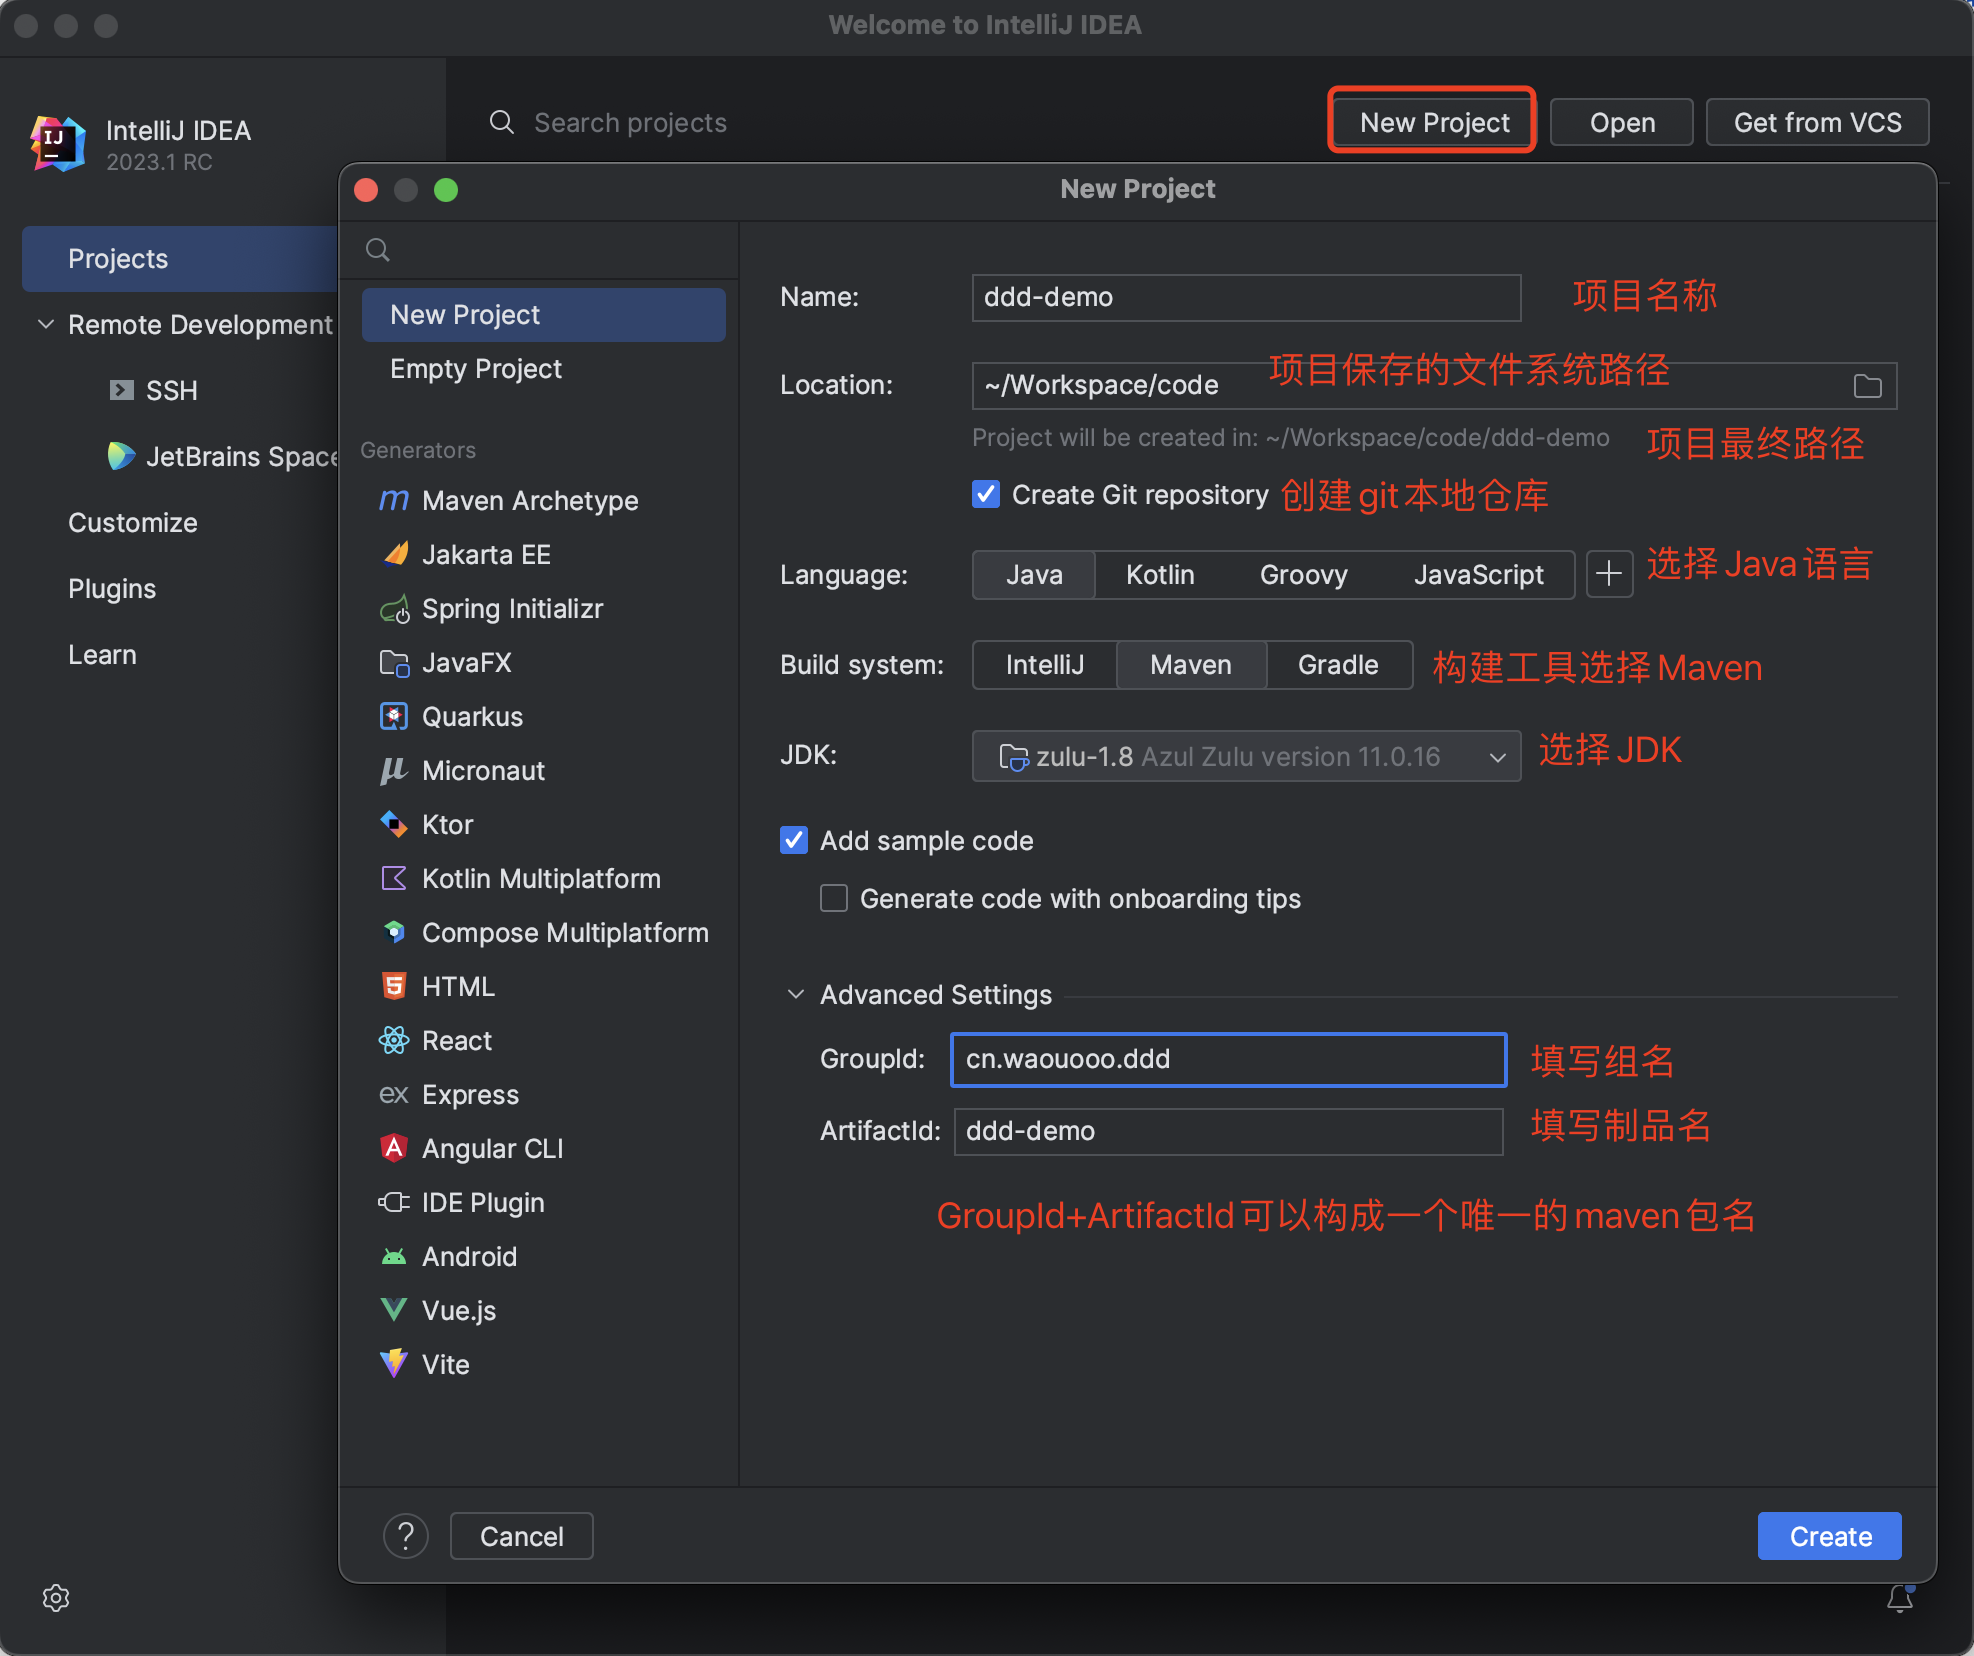 Welcome to IntelliJ IDEA
IntelliJ IDEA
2023.1 RC
Search projects
New Project
Open
Get from VCS
Projects
Remote Development
SSH
JetBrains Space
Customize
Plugins
Learn
New Project
New Project
Empty Project
Generators
Maven Archetype
Jakarta EE
Spring Initializr
JavaFX
Quarkus
Micronaut
Ktor
Kotlin Multiplatform
Compose Multiplatform
HTML
React
Express
Angular CLI
IDE Plugin
Android
Vue.js
Vite
Name: ddd-demo 项目名称
Location: ~/Workspace/code 项目保存的文件系统路径
Project will be created in: ~/Workspace/code/ddd-demo 项目最终路径
Create Git repository 创建git本地仓库
Language: Java Kotlin Groovy JavaScript 选择Java语言
Build system: IntelliJ Maven Gradle 构建工具选择Maven
JDK: zulu-1.8 Azul Zulu version 11.0.16 选择JDK
Add sample code
Generate code with onboarding tips
Advanced Settings
GroupId: cn.waouooo.ddd 填写组名
ArtifactId: ddd-demo 填写制品名
GroupId+ArtifactId可以构成一个唯一的maven包名
? Cancel Create